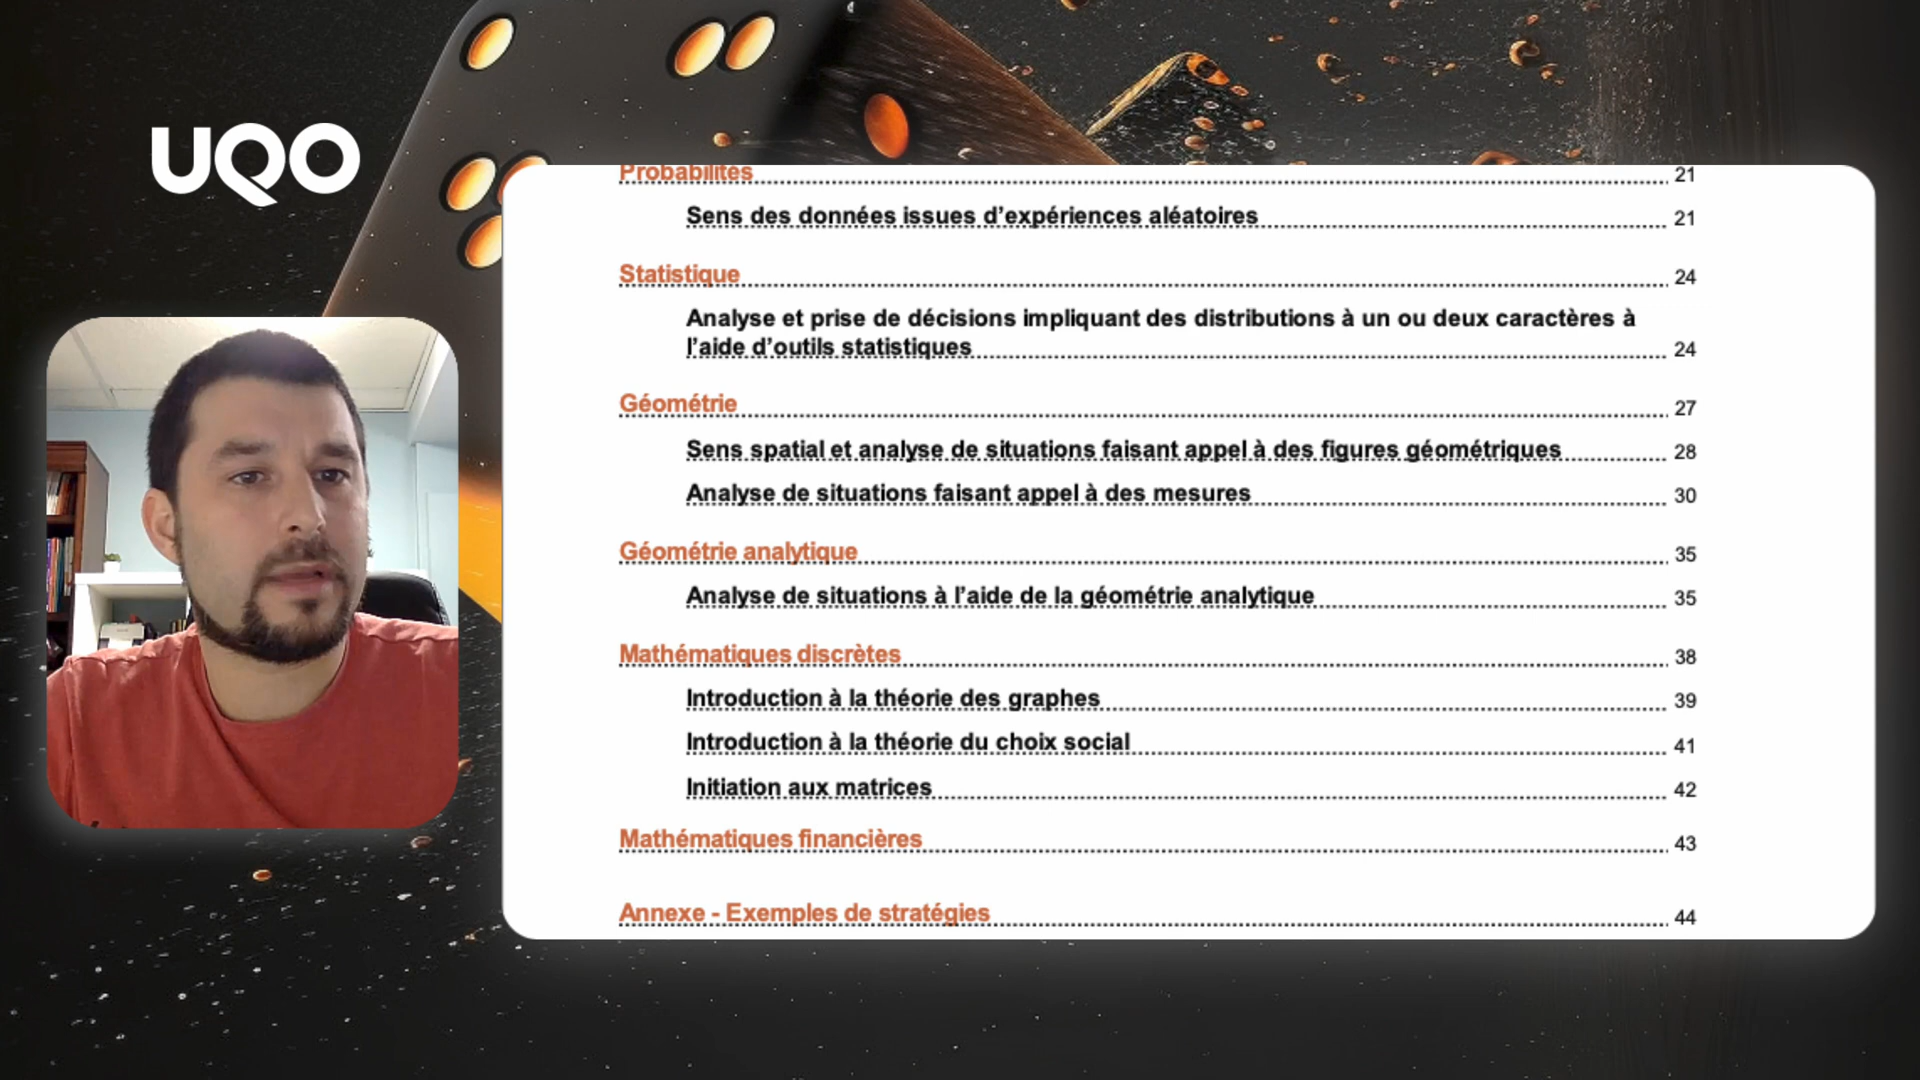 UQO
Probabilités 21
Sens des données issues d’expériences aléatoires 21
Statistique 24
Analyse et prise de décisions impliquant des distributions à un ou deux caractères à
l’aide d’outils statistiques 24
Géométrie 27
Sens spatial et analyse de situations faisant appel à des figures géométriques 28
Analyse de situations faisant appel à des mesures 30
Géométrie analytique 35
Analyse de situations à l’aide de la géométrie analytique 35
Mathématiques discrètes 38
Introduction à la théorie des graphes 39
Introduction à la théorie du choix social 41
Initiation aux matrices 42
Mathématiques financières 43
Annexe - Exemples de stratégies 44